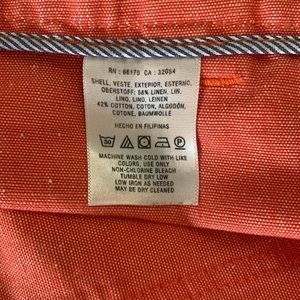 RN : 66170 CA : 32054
SHELL, VESTE, EXTERIOR, ESTERNO,
OBERSTOFF: 58% LINEN, LIN,
LINO, LINO, LEINEN
42% COTTON, COTON, ALGODÓN,
COTONE, BAUMWOLLE
HECHO EN FILIPINAS
30
MACHINE WASH COLD WITH LIKE
COLORS, USE ONLY
NON-CHLORINE BLEACH
TUMBLE DRY LOW
LOW IRON AS NEEDED
MAY BE DRY CLEANED